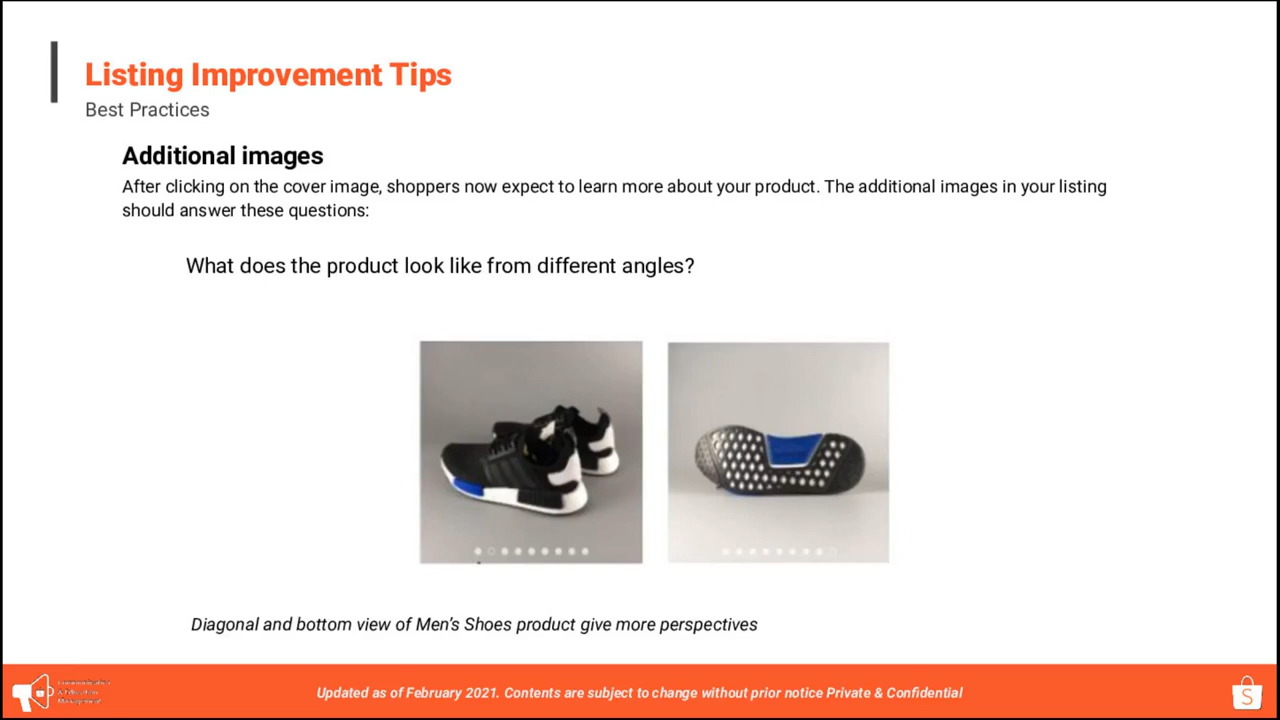 Listing Improvement Tips
Best Practices
Additional images
After clicking on the cover image, shoppers now expect to learn more about your product. The additional images in your listing
should answer these questions:
What does the product look like from different angles?
Diagonal and bottom view of Men's Shoes product give more perspectives
Updated as of February 2021. Contents are subject to change without prior notice Private & Confidential
S